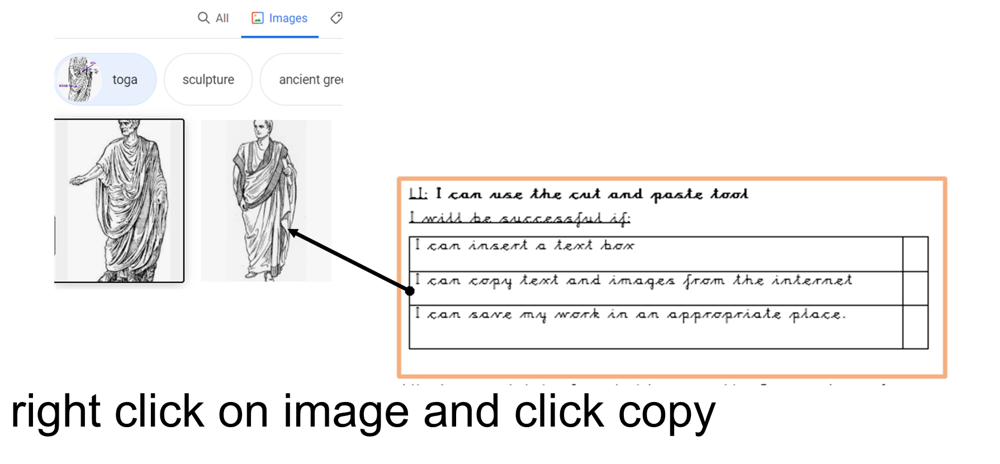 All Images
toga sculpture ancient gree
LI: I can use the cut and paste tool
I will be successful if:
I can insert a text box
I can copy text and images from the internet
I can save my work in an appropriate place.
right click on image and click copy